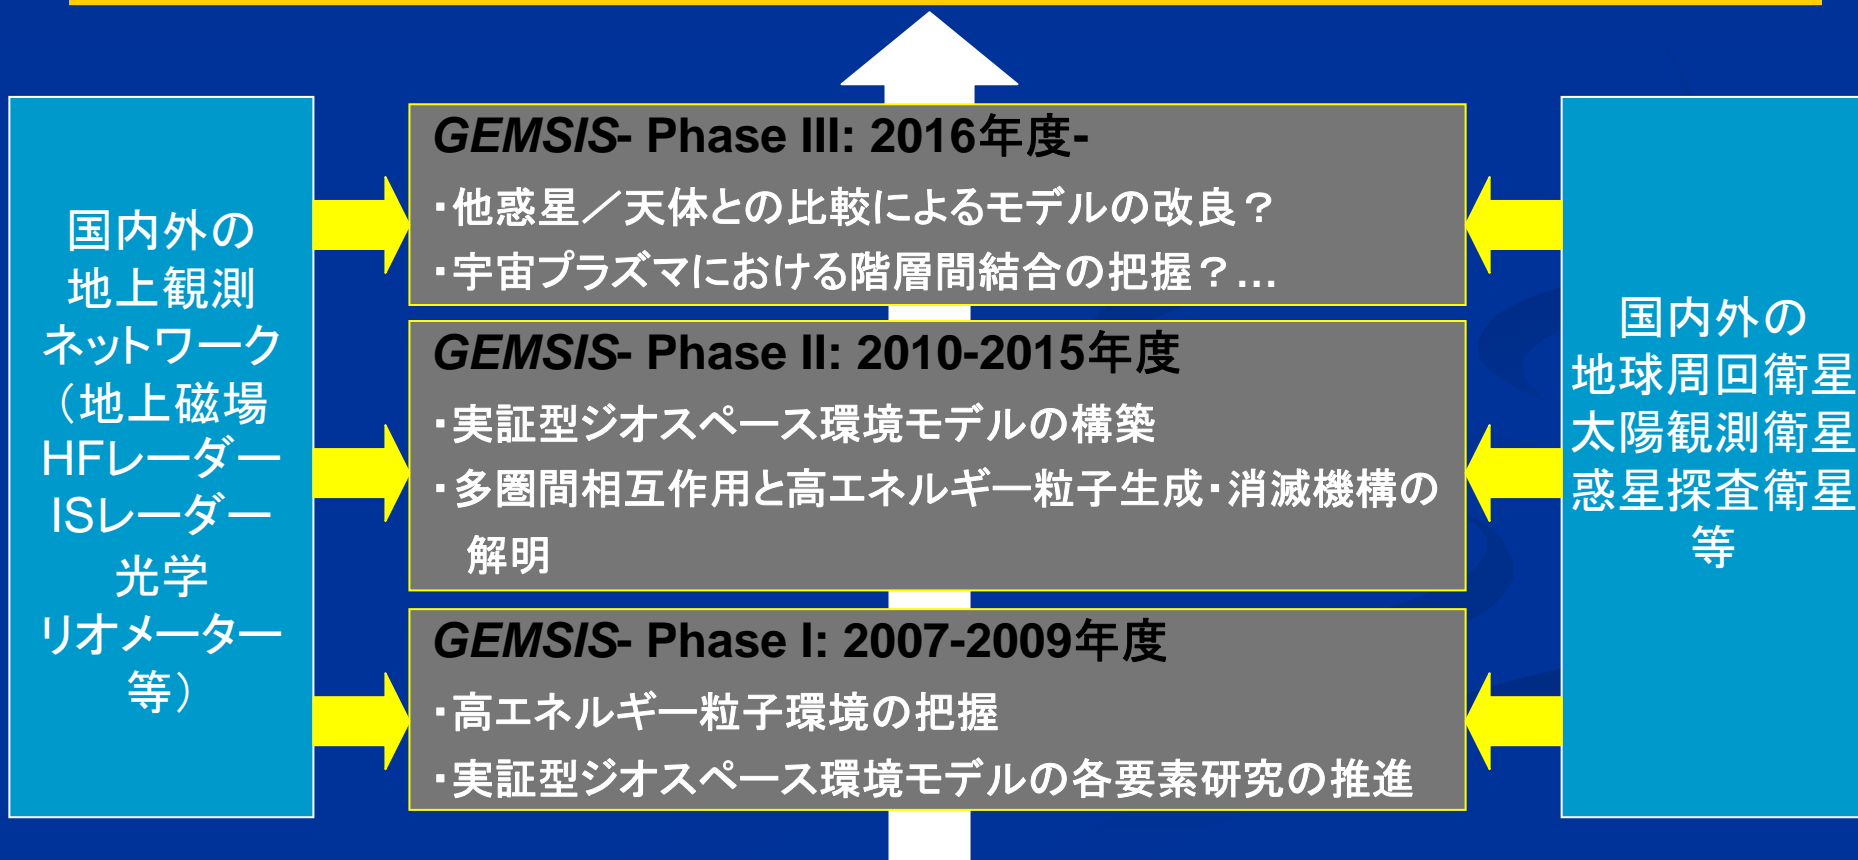 国内外の
地上観測
ネットワーク
（地上磁場
HFレーダー
ISレーダー
光学
リオメーター
等）
GEMSIS- Phase III: 2016年度-
・他惑星／天体との比較によるモデルの改良？
・宇宙プラズマにおける階層間結合の把握？…
GEMSIS- Phase II: 2010-2015年度
・実証型ジオスペース環境モデルの構築
・多圏間相互作用と高エネルギー粒子生成・消滅機構の
解明
GEMSIS- Phase I: 2007-2009年度
・高エネルギー粒子環境の把握
・実証型ジオスペース環境モデルの各要素研究の推進
国内外の
地球周回衛星
太陽観測衛星
惑星探査衛星
等